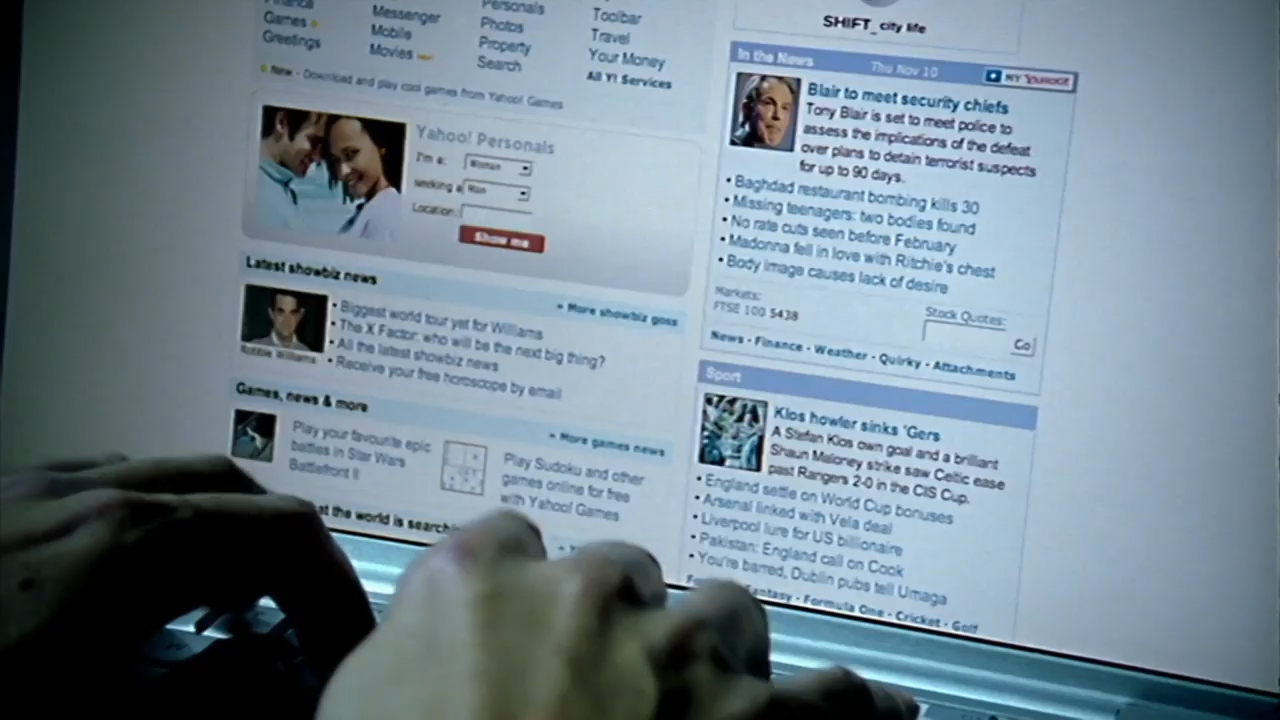 Finance
Games
Greetings
Messenger
Mobile
Movies
Personals
Photos
Property
Search
Toolbar
Travel
Your Money
All Y! Services
New - Download and play cool games from Yahoo! Games
Yahoo! Personals
I'm a: Woman
seeking a Man
Location:
Show me
Latest showbiz news
» More showbiz goss
• Biggest world tour yet for Williams
• The X Factor: who will be the next big thing?
• All the latest showbiz news
• Receive your free horoscope by email
Robbie Williams
Games, news & more
» More games news
Play your favourite epic
battles in Star Wars
Battlefront II
Play Sudoku and other
games online for free
with Yahoo! Games
at the world is searching
SHIFT_ city life
In the News
Thu Nov 10
MY YAHOO!
Blair to meet security chiefs
Tony Blair is set to meet police to
assess the implications of the defeat
over plans to detain terrorist suspects
for up to 90 days.
• Baghdad restaurant bombing kills 30
• Missing teenagers: two bodies found
• No rate cuts seen before February
• Madonna fell in love with Ritchie's chest
• Body image causes lack of desire
Markets:
FTSE 100 5438
Stock Quotes:
Go
News - Finance - Weather - Quirky - Attachments
Sport
Klos howler sinks 'Gers
A Stefan Klos own goal and a brilliant
Shaun Maloney strike saw Celtic ease
past Rangers 2-0 in the CIS Cup.
• England settle on World Cup bonuses
• Arsenal linked with Vela deal
• Liverpool lure for US billionaire
• Pakistan: England call on Cook
• You're barred, Dublin pubs tell Umaga
Fantasy - Formula One - Cricket - Golf